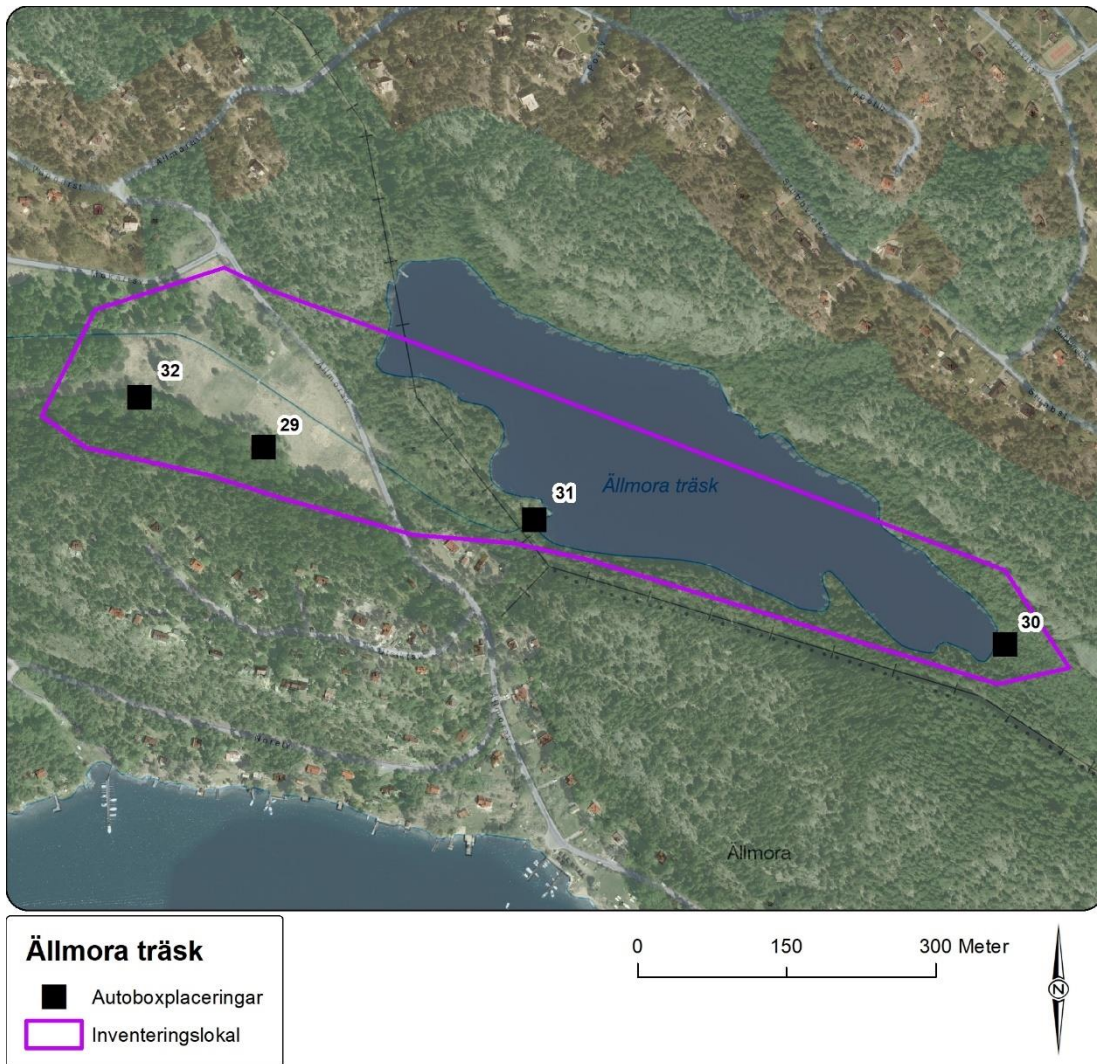 32
29
31
Ällmora träsk
30
Ällmora
Ällmora träsk
Autoboxplaceringar
Inventeringslokal
0 150 300 Meter
N